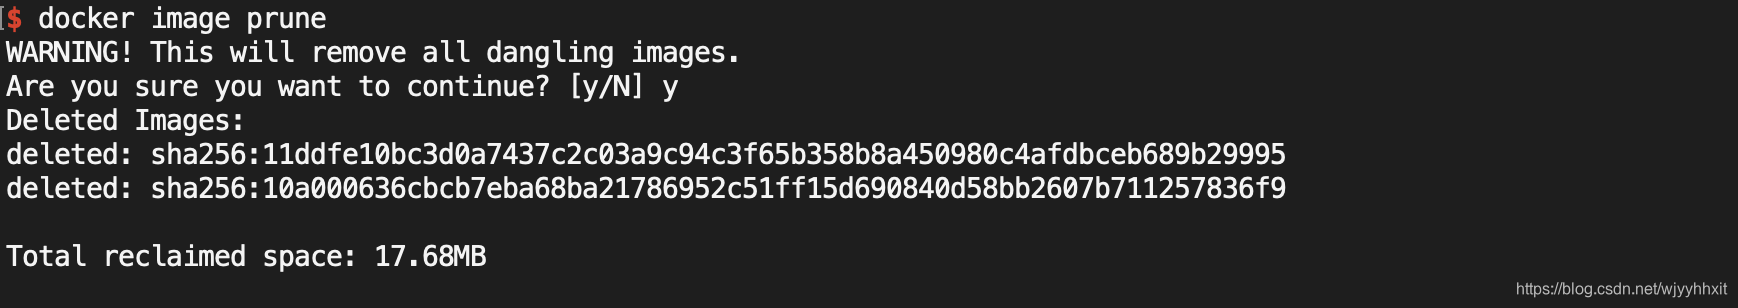 $ docker image prune
WARNING! This will remove all dangling images.
Are you sure you want to continue? [y/N] y
Deleted Images:
deleted: sha256:11ddfe10bc3d0a7437c2c03a9c94c3f65b358b8a450980c4afdbceb689b29995
deleted: sha256:10a000636cbcb7eba68ba21786952c51ff15d690840d58bb2607b711257836f9
Total reclaimed space: 17.68MB
https://blog.csdn.net/wjyyhhxit